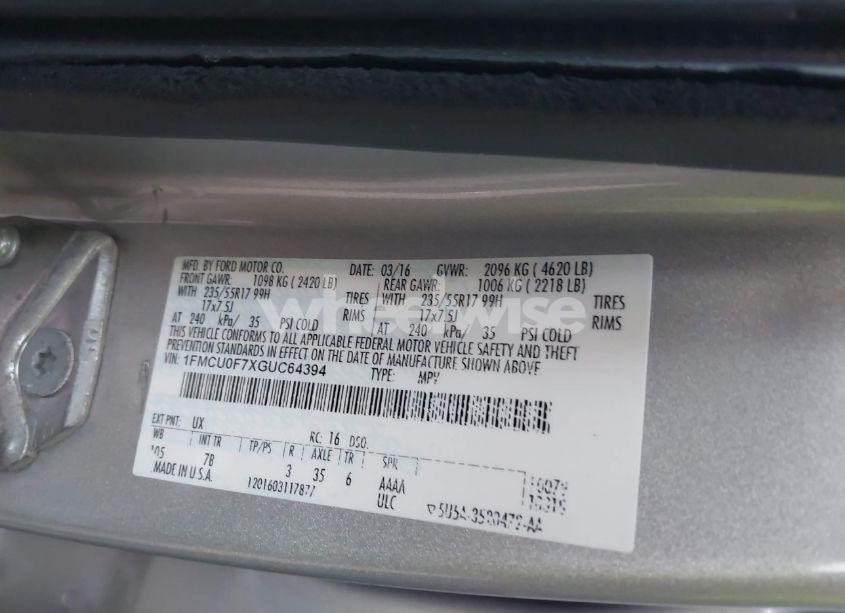 MFD. BY FORD MOTOR CO. DATE: 03/16 GVWR: 2096 KG ( 4620 LB)
FRONT GAWR: 1098 KG ( 2420 LB) REAR GAWR: 1006 KG ( 2218 LB)
WITH 235/55R17 99H TIRES WITH 235/55R17 99H TIRES
17x7.5J RIMS 17x7.5J RIMS
AT 240 kPa/ 35 PSI COLD AT 240 kPa/ 35 PSI COLD
THIS VEHICLE CONFORMS TO ALL APPLICABLE FEDERAL MOTOR VEHICLE SAFETY AND THEFT
PREVENTION STANDARDS IN EFFECT ON THE DATE OF MANUFACTURE SHOWN ABOVE.
VIN: 1FMCU0F7XGUC64394 TYPE: MPV
EXT PNT: UX RC: 16 DSO:
WB INT TR TP/PS R AXLE TR SPR
105 7B 3 35 6 AAAA
MADE IN U.S.A. ULC
wheelwise